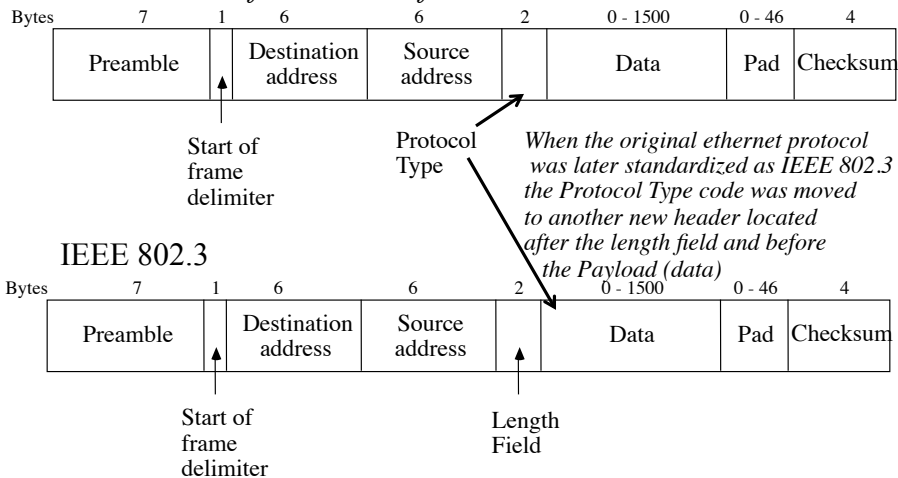 Bytes 7 1 6 6 2 0 - 1500 0 - 46 4
Preamble Destination address Source address Data Pad Checksum
Start of
frame
delimiter
Protocol
Type
When the original ethernet protocol
was later standardized as IEEE 802.3
the Protocol Type code was moved
to another new header located
after the length field and before
the Payload (data)
IEEE 802.3
Bytes 7 1 6 6 2 0 - 1500 0 - 46 4
Preamble Destination address Source address Data Pad Checksum
Start of
frame
delimiter
Length
Field